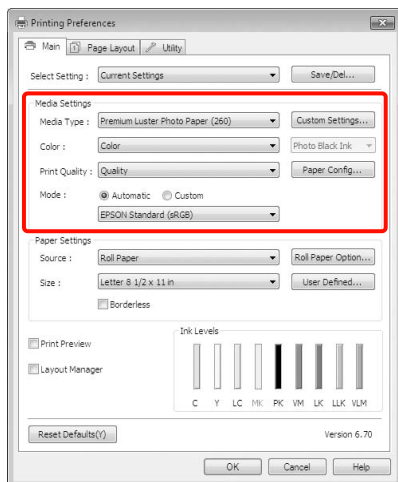 Printing Preferences
Main Page Layout Utility
Select Setting : Current Settings Save/Del...
Media Settings
Media Type : Premium Luster Photo Paper (260) Custom Settings...
Color : Color Photo Black Ink
Print Quality : Quality Paper Config...
Mode : Automatic Custom
EPSON Standard (sRGB)
Paper Settings
Source : Roll Paper Roll Paper Option...
Size : Letter 8 1/2 x 11 in User Defined...
Borderless
Ink Levels
Print Preview
Layout Manager
C Y LC MK PK VM LK LLK VLM
Reset Defaults(Y) Version 6.70
OK Cancel Help